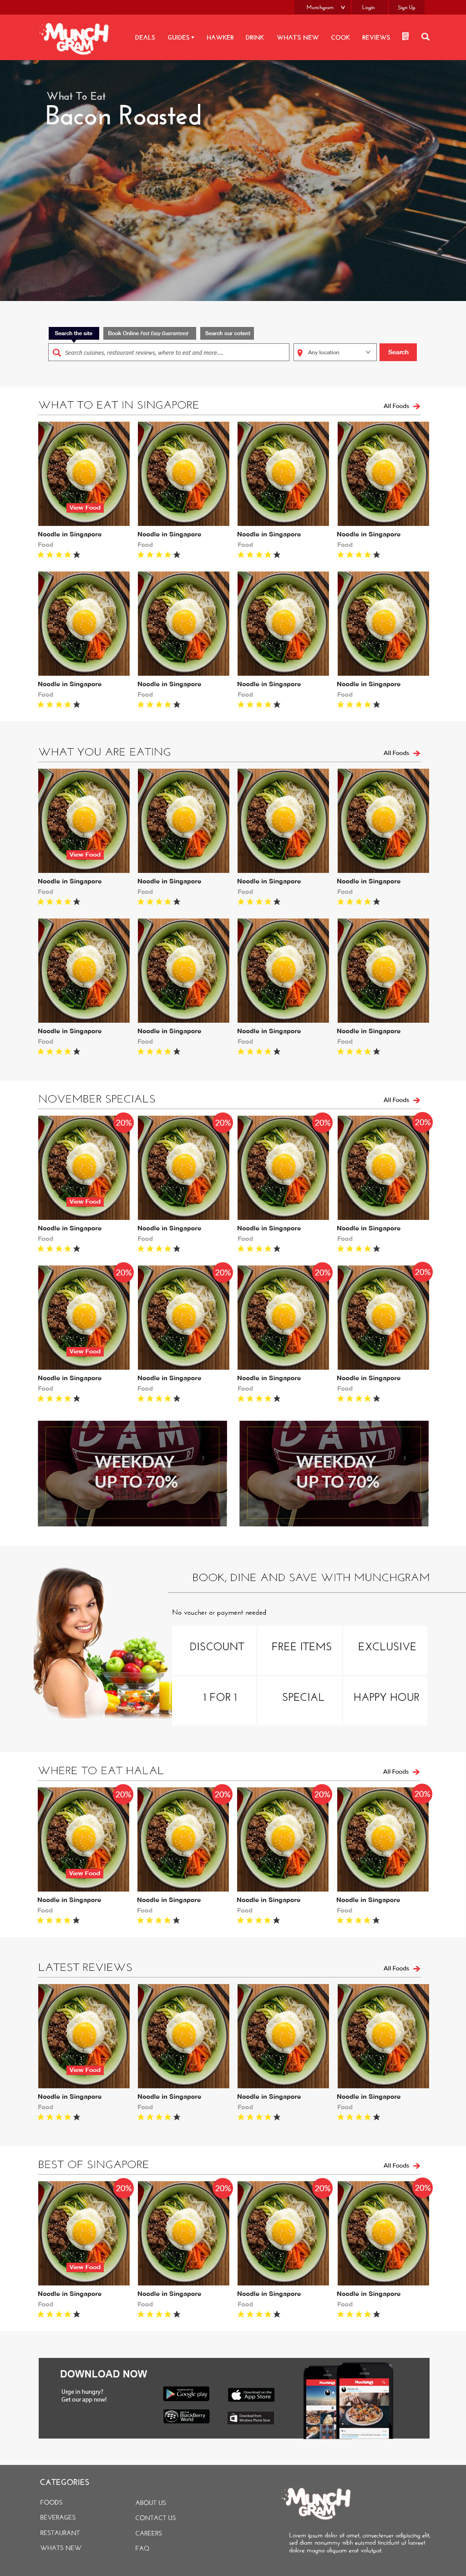 Munchgram Login Sign Up
MUNCH GRAM
DEALS GUIDES HAWKER DRINK WHAT'S NEW COOK REVIEWS
What To Eat
Bacon Roasted
Search the site Book Online Fast Easy Guaranteed Search our cotent
Search cuisines, restaurant reviews, where to eat and more.... Any location Search
WHAT TO EAT IN SINGAPORE All Foods
View Food
Noodle in Singapore Noodle in Singapore Noodle in Singapore Noodle in Singapore
Food Food Food Food
Noodle in Singapore Noodle in Singapore Noodle in Singapore Noodle in Singapore
Food Food Food Food
WHAT YOU ARE EATING All Foods
View Food
Noodle in Singapore Noodle in Singapore Noodle in Singapore Noodle in Singapore
Food Food Food Food
Noodle in Singapore Noodle in Singapore Noodle in Singapore Noodle in Singapore
Food Food Food Food
NOVEMBER SPECIALS All Foods
20% 20% 20% 20%
View Food
Noodle in Singapore Noodle in Singapore Noodle in Singapore Noodle in Singapore
Food Food Food Food
20% 20% 20% 20%
View Food
Noodle in Singapore Noodle in Singapore Noodle in Singapore Noodle in Singapore
Food Food Food Food
DAM DAM
WEEKDAY WEEKDAY
UP TO 70% UP TO 70%
BOOK, DINE AND SAVE WITH MUNCHGRAM
No voucher or payment needed
DISCOUNT FREE ITEMS EXCLUSIVE
1 FOR 1 SPECIAL HAPPY HOUR
WHERE TO EAT HALAL All Foods
20% 20% 20% 20%
View Food
Noodle in Singapore Noodle in Singapore Noodle in Singapore Noodle in Singapore
Food Food Food Food
LATEST REVIEWS All Foods
View Food
Noodle in Singapore Noodle in Singapore Noodle in Singapore Noodle in Singapore
Food Food Food Food
BEST OF SINGAPORE All Foods
20% 20% 20% 20%
View Food
Noodle in Singapore Noodle in Singapore Noodle in Singapore Noodle in Singapore
Food Food Food Food
DOWNLOAD NOW
Urge in hungry?
Get our app now!
Google play
Download on the
App Store
BlackBerry
World
Download from
Windows Phone Store
CATEGORIES
FOODS ABOUT US
BEVERAGES CONTACT US
RESTAURANT CAREERS
WHATS NEW FAQ
MUNCH GRAM
Lorem ipsum dolor sit amet, consectetuer adipiscing elit,
sed diam nonummy nibh euismod tincidunt ut laoreet
dolore magna aliquam erat volutpat.